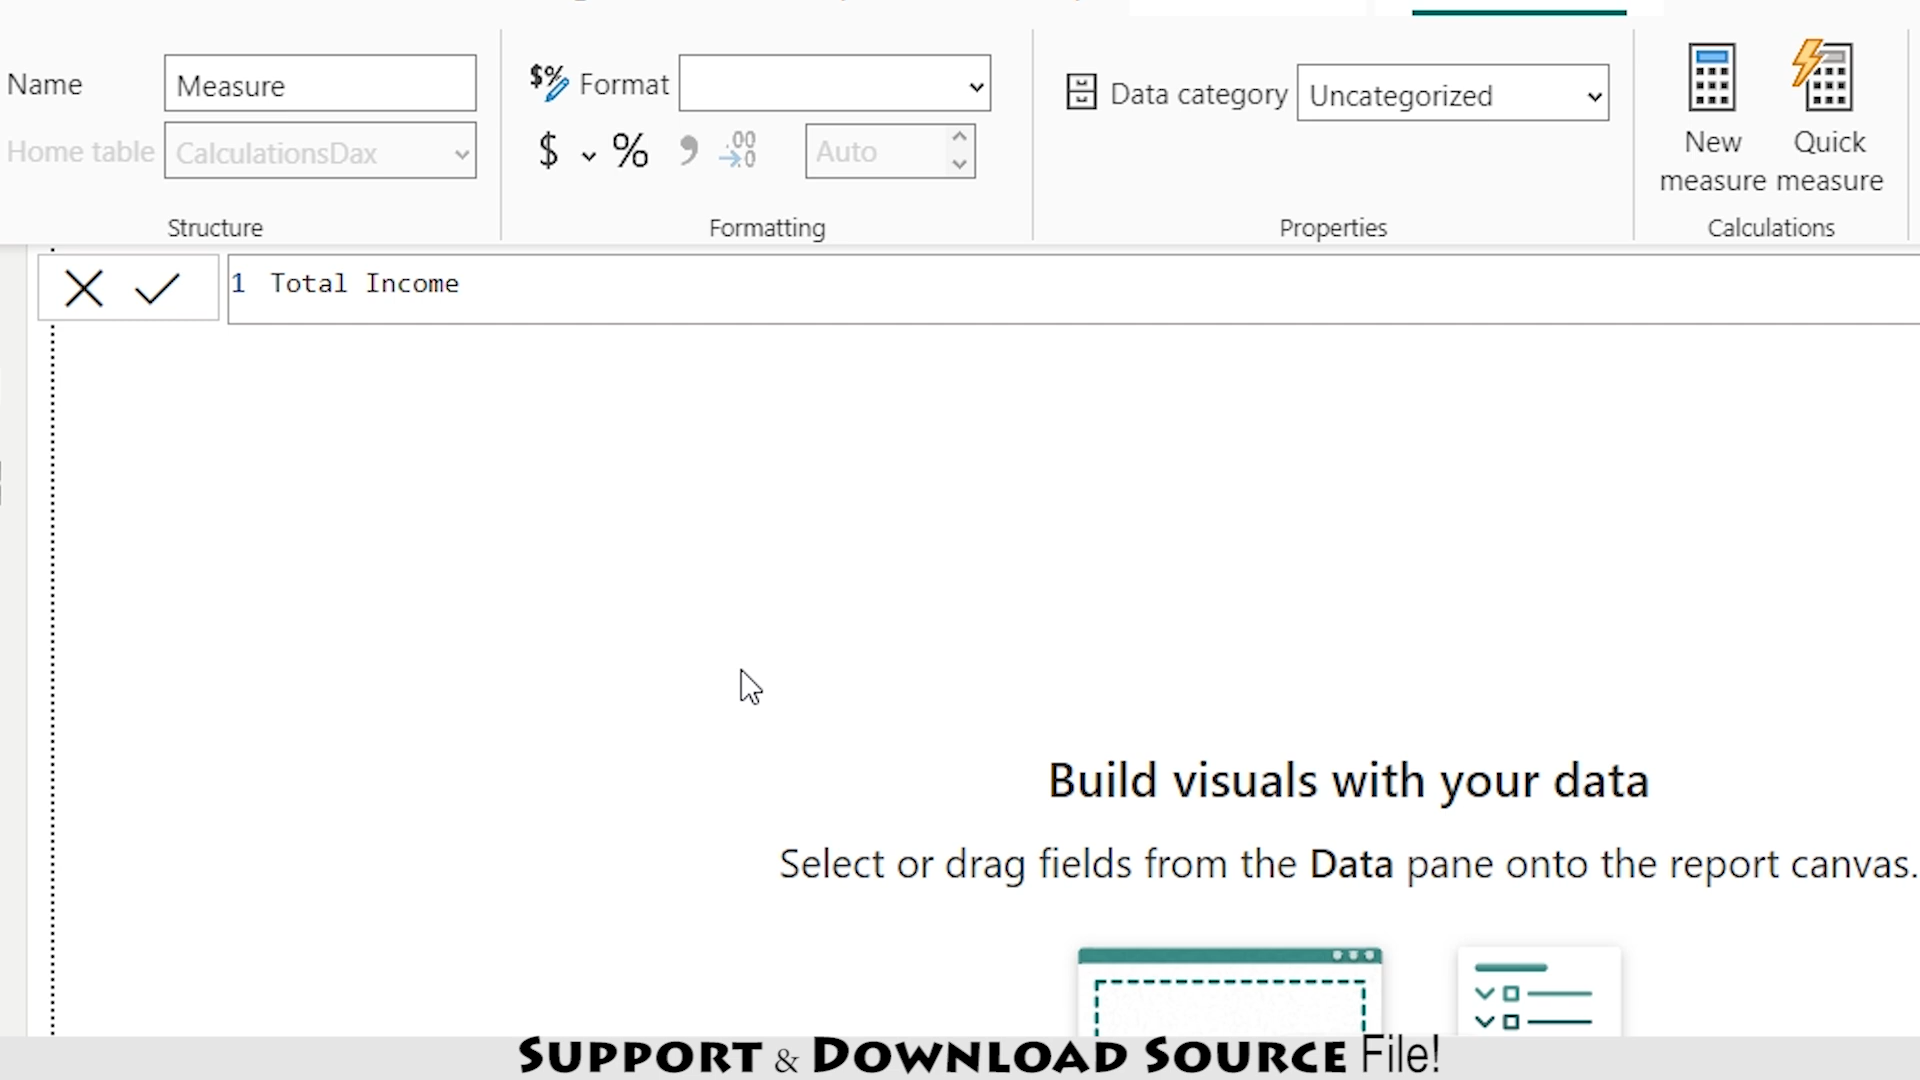 Name
Measure
Format
Data category
Uncategorized
Home table
CalculationsDax
$ %
.00
0
Auto
New measure
Quick measure
Structure
Formatting
Properties
Calculations
1 Total Income
Build visuals with your data
Select or drag fields from the Data pane onto the report canvas.
SUPPORT & DOWNLOAD SOURCE File!